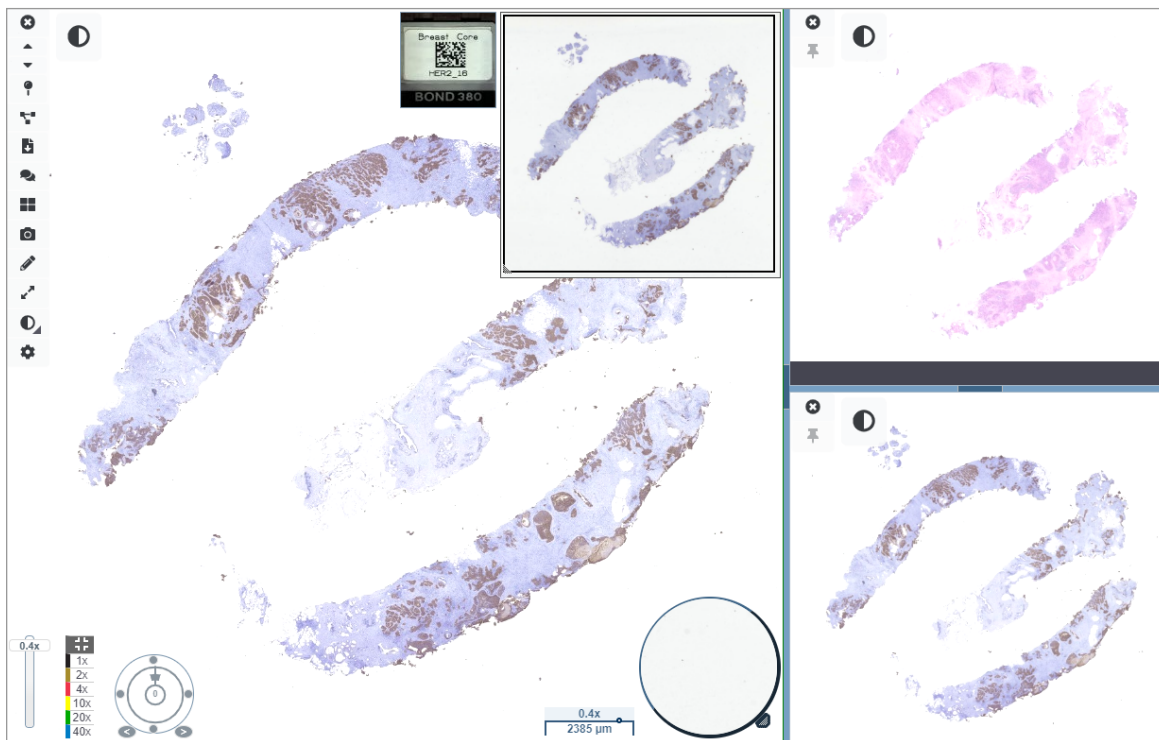 Breast Core
HER2_16
BOND 380
0.4x
1x
2x
4x
10x
20x
40x
0
0.4x
2385 µm